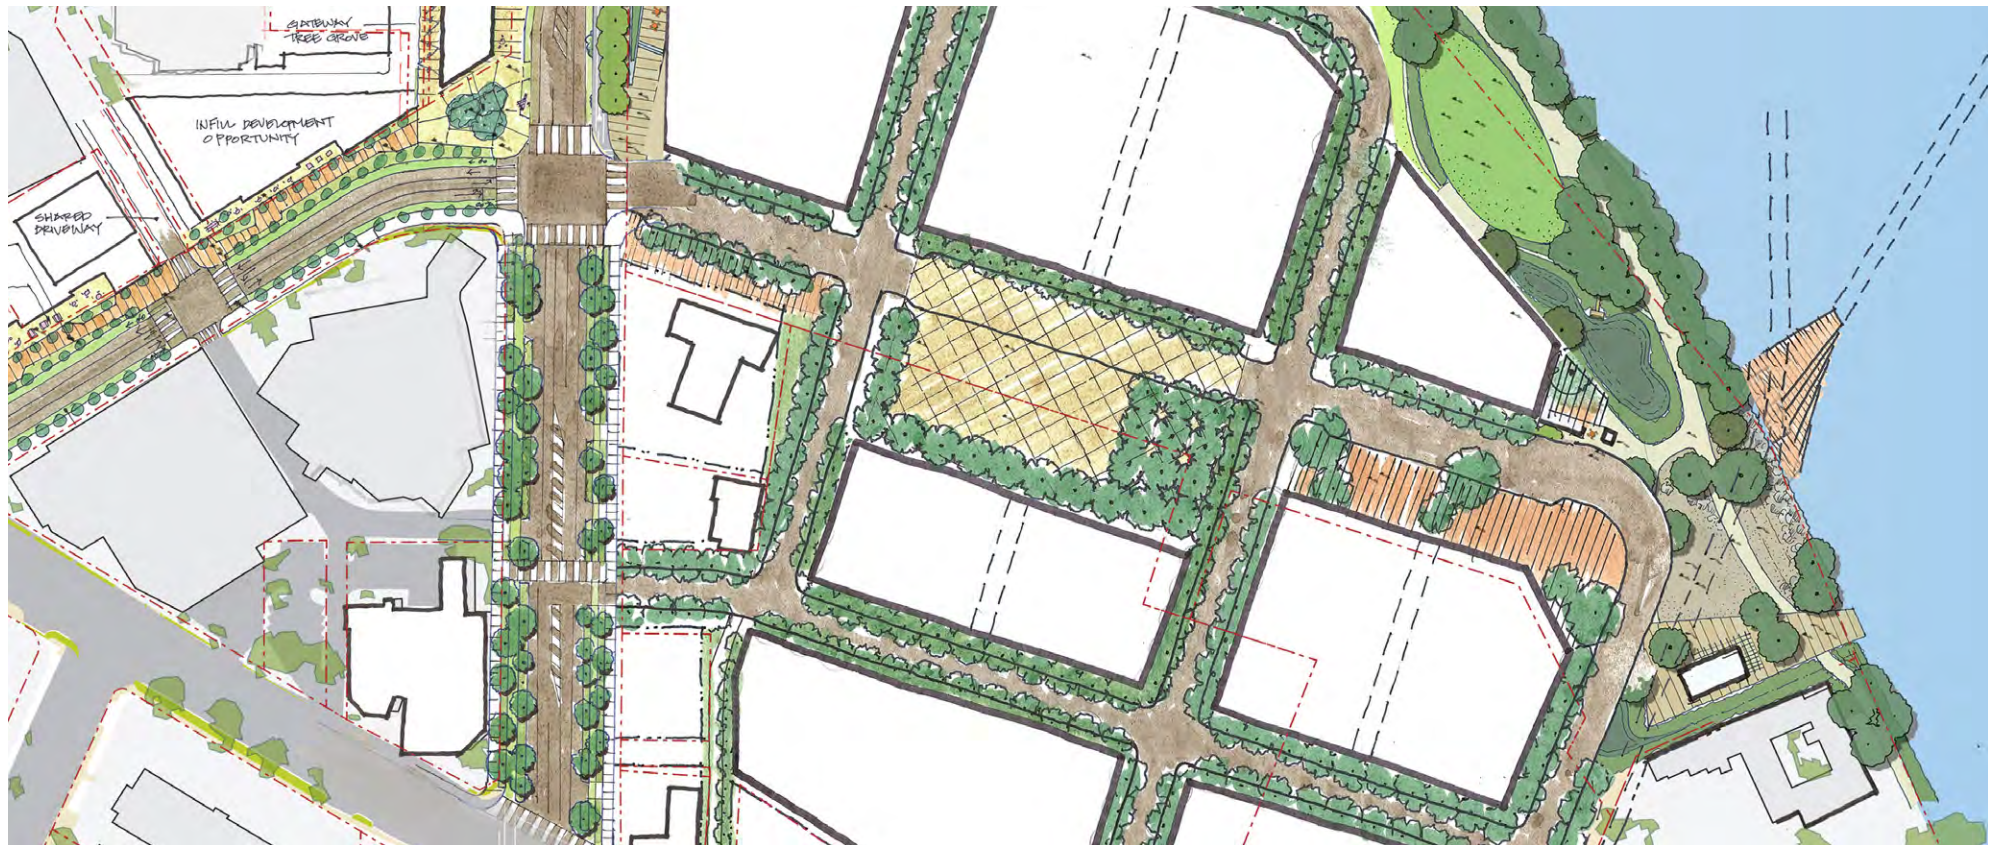 GATEWAY
TREE GROVE
INFILL DEVELOPMENT
OPPORTUNITY
SHARED
DRIVEWAY